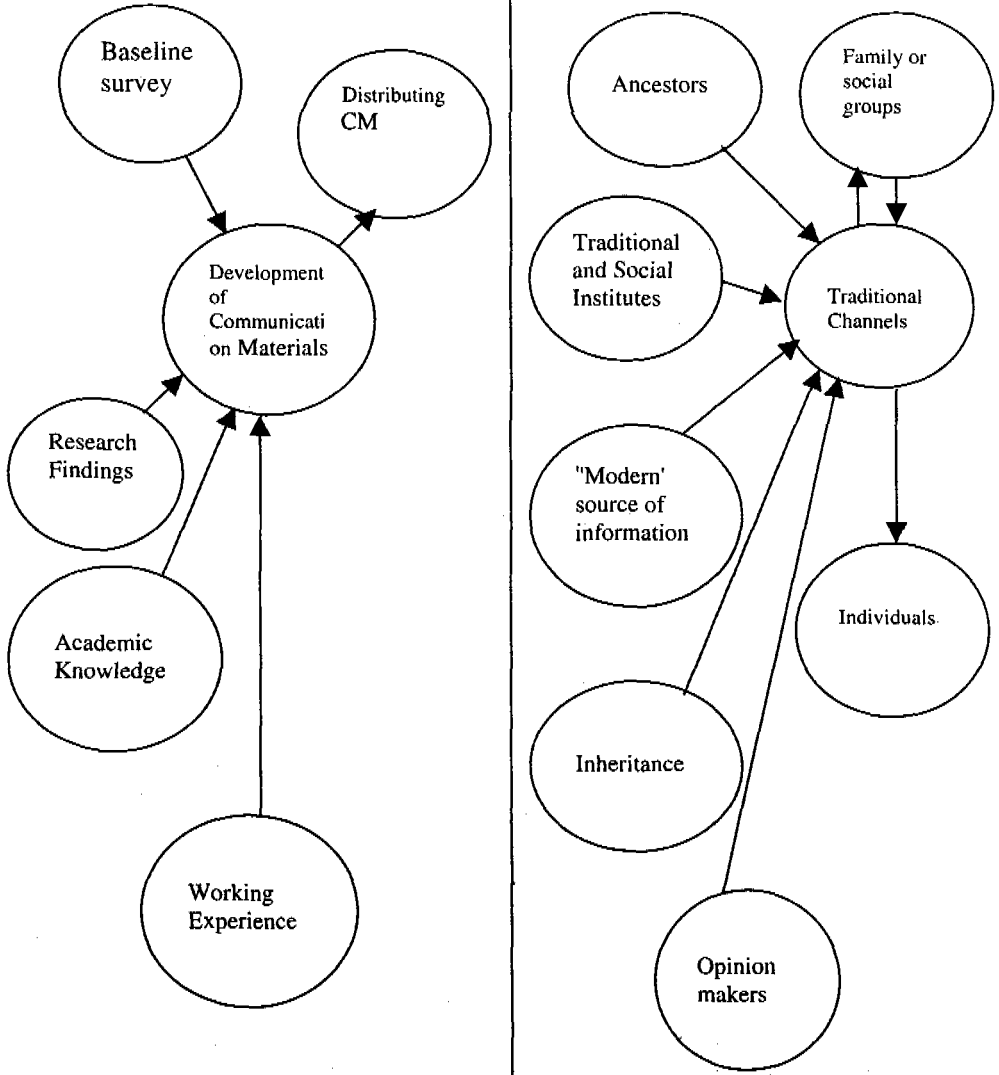 Baseline
survey
Distributing
CM
Development
of
Communicati
on Materials
Research
Findings
Academic
Knowledge
Working
Experience
Ancestors
Family or
social
groups
Traditional
and Social
Institutes
Traditional
Channels
"Modern'
source of
information
Individuals
Inheritance
Opinion
makers